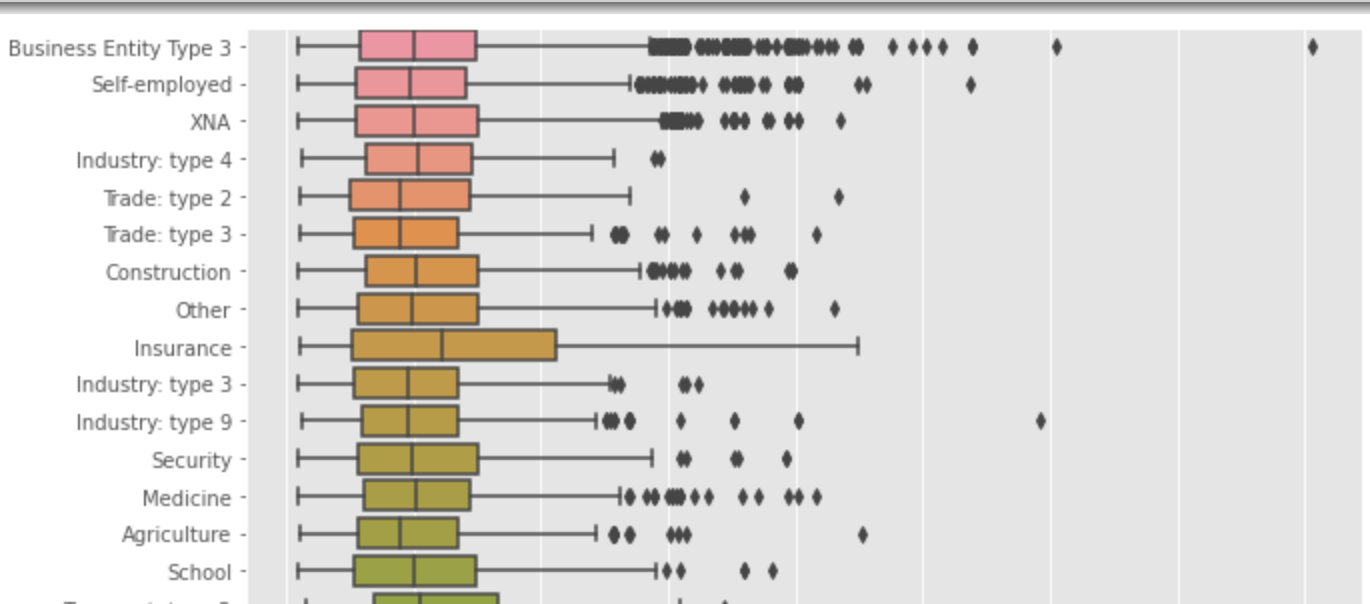 Business Entity Type 3
Self-employed
XNA
Industry: type 4
Trade: type 2
Trade: type 3
Construction
Other
Insurance
Industry: type 3
Industry: type 9
Security
Medicine
Agriculture
School